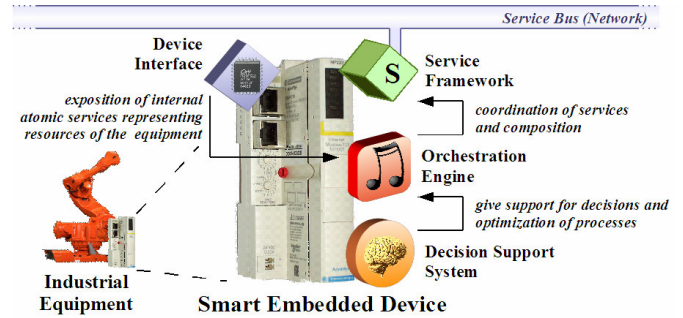 Service Bus (Network)
Device
Interface
S
Service
Framework
exposition of internal
atomic services representing
resources of the equipment
coordination of services
and composition
Orchestration
Engine
give support for decisions and
optimization of processes
Decision Support
System
Industrial
Equipment
Smart Embedded Device